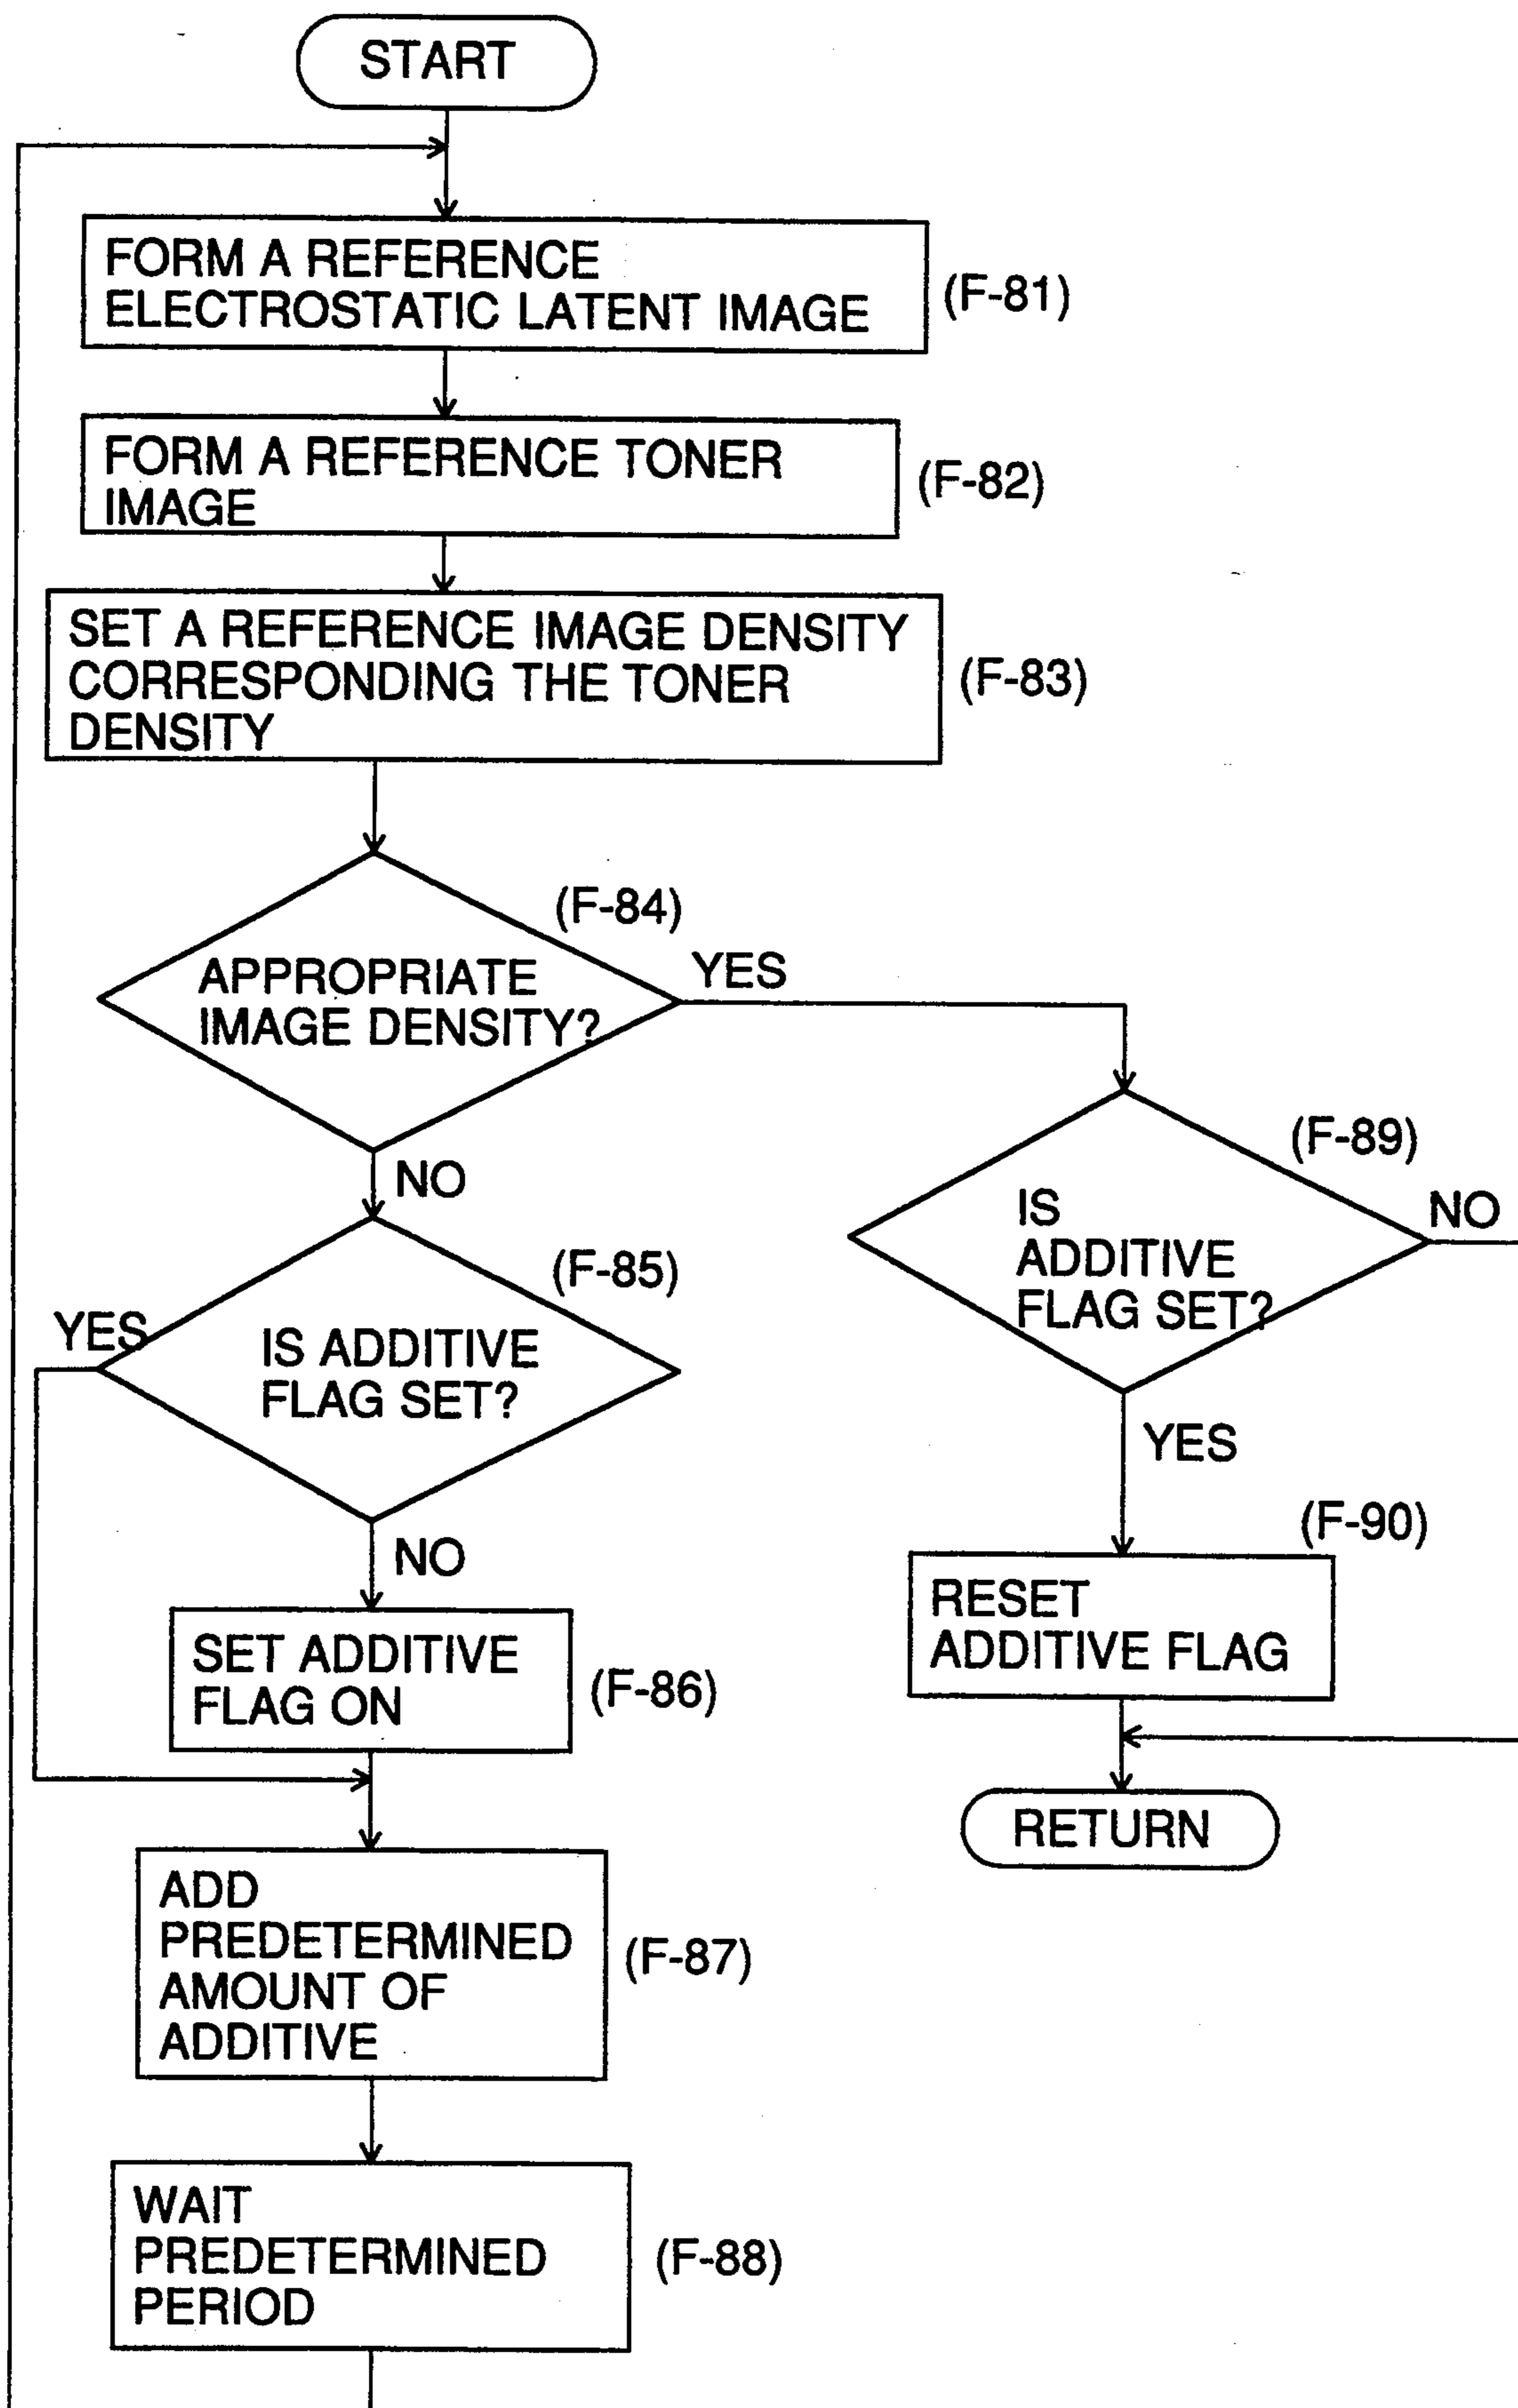 START
FORM A REFERENCE
ELECTROSTATIC LATENT IMAGE
(F-81)
FORM A REFERENCE TONER
IMAGE
(F-82)
SET A REFERENCE IMAGE DENSITY
CORRESPONDING THE TONER
DENSITY
(F-83)
(F-84)
APPROPRIATE
IMAGE DENSITY?
YES
NO
(F-85)
YES
IS ADDITIVE
FLAG SET?
NO
SET ADDITIVE
FLAG ON
(F-86)
ADD
PREDETERMINED
AMOUNT OF
ADDITIVE
(F-87)
WAIT
PREDETERMINED
PERIOD
(F-88)
(F-89)
IS
ADDITIVE
FLAG SET?
NO
YES
(F-90)
RESET
ADDITIVE FLAG
RETURN